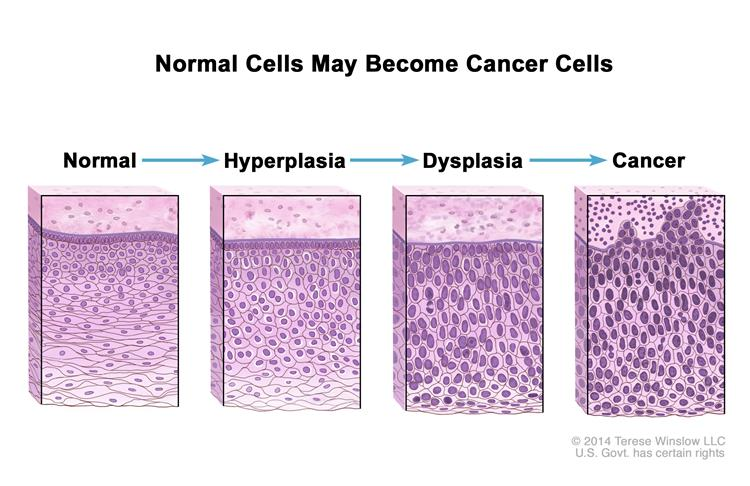 Normal Cells May Become Cancer Cells
Normal Hyperplasia Dysplasia Cancer
© 2014 Terese Winslow LLC
U.S. Govt. has certain rights